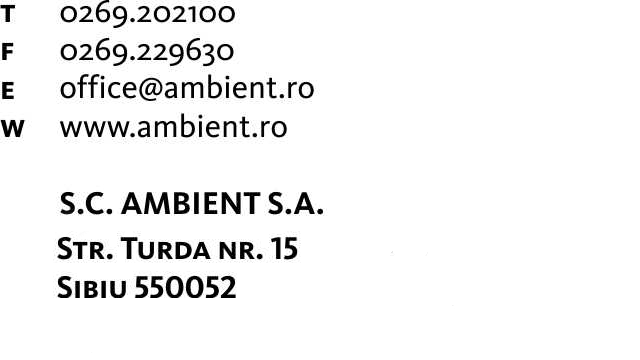 T 0269.202100
F 0269.229630
E office@ambient.ro
W www.ambient.ro
S.C. AMBIENT S.A.
Str. Turda nr. 15
Sibiu 550052